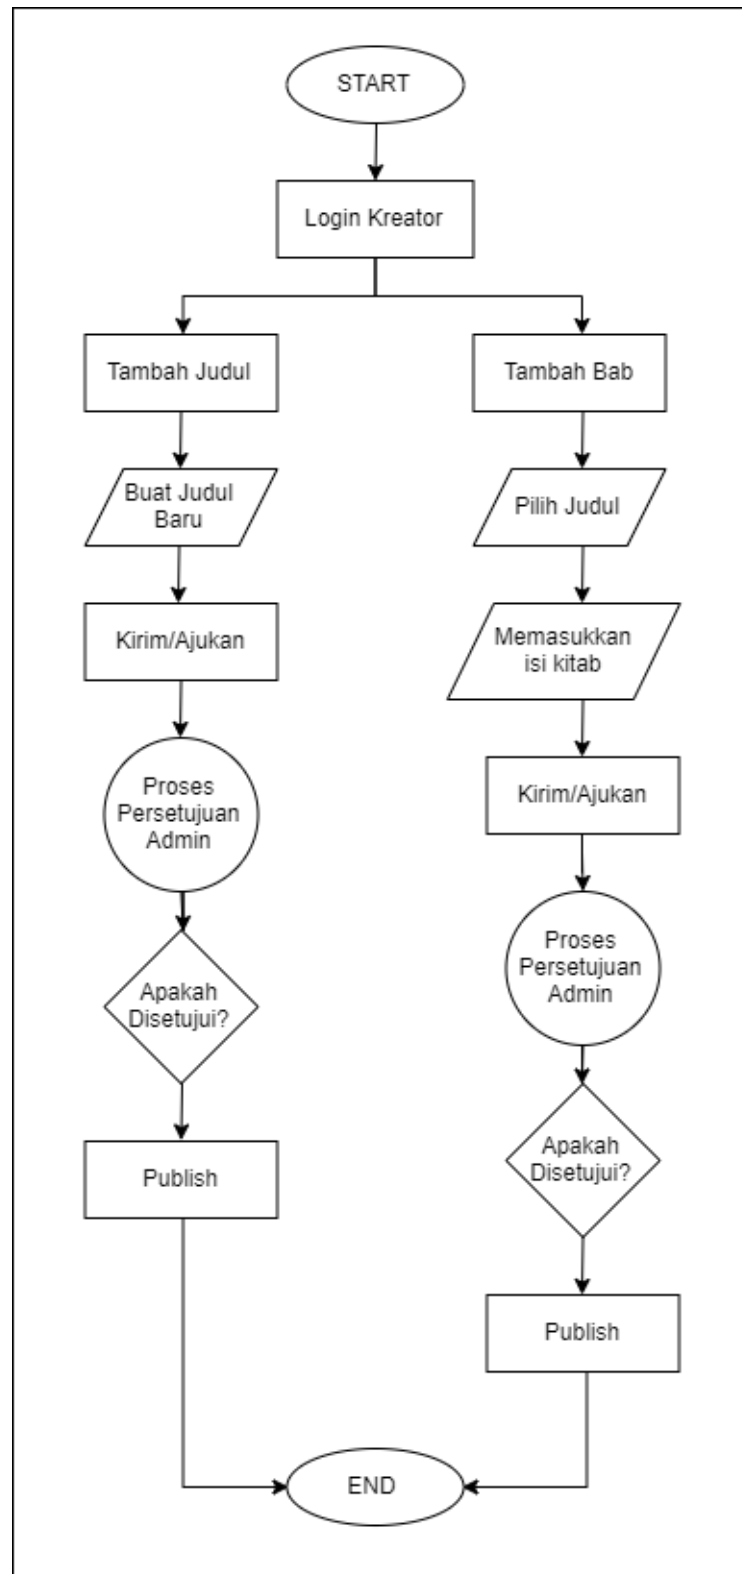 START
Login Kreator
Tambah Judul
Tambah Bab
Buat Judul
Baru
Pilih Judul
Kirim/Ajukan
Memasukkan
isi kitab
Proses
Persetujuan
Admin
Kirim/Ajukan
Apakah
Disetujui?
Proses
Persetujuan
Admin
Publish
Apakah
Disetujui?
Publish
END